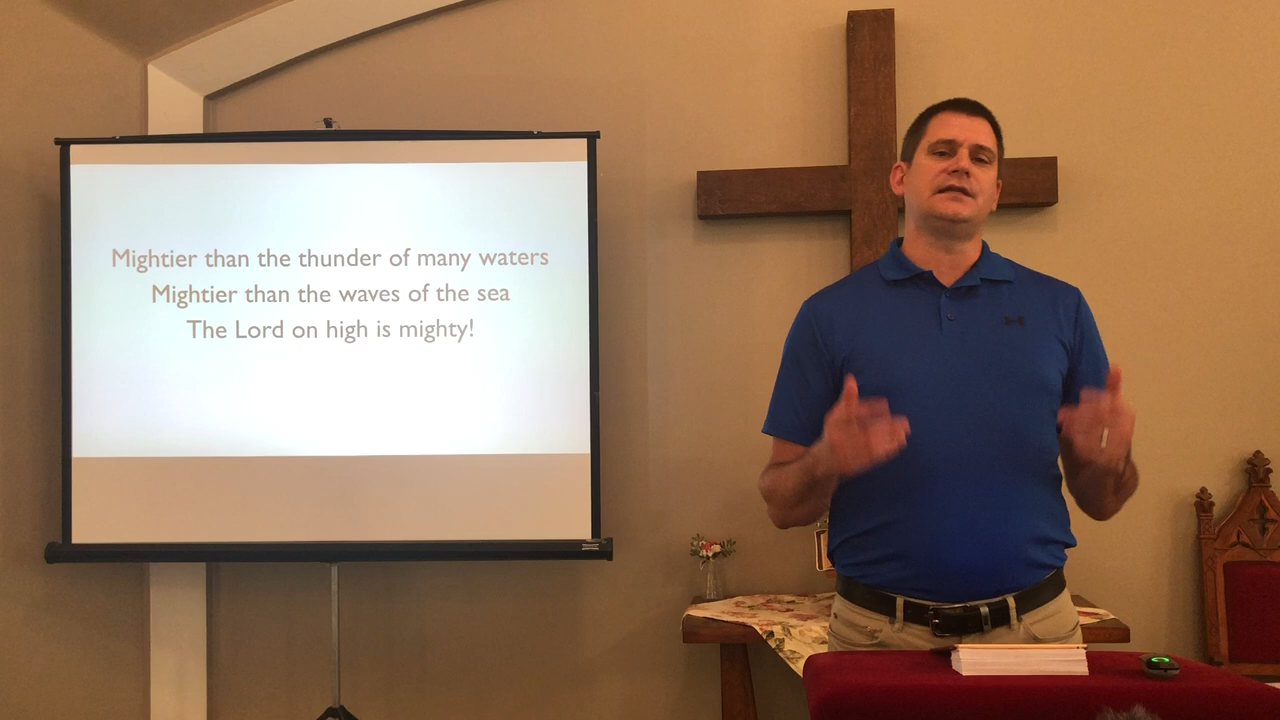 Mightier than the thunder of many waters
Mightier than the waves of the sea
The Lord on high is mighty!